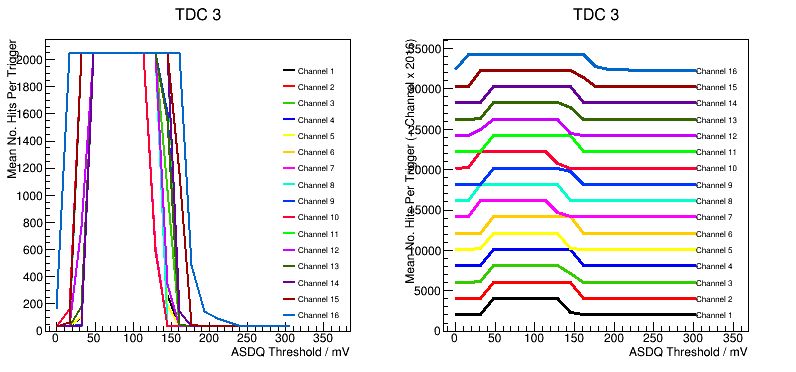 TDC 3
Mean No. Hits Per Trigger
2000
1800
1600
1400
1200
1000
800
600
400
200
0
0 50 100 150 200 250 300 350
ASDQ Threshold / mV
Channel 1
Channel 2
Channel 3
Channel 4
Channel 5
Channel 6
Channel 7
Channel 8
Channel 9
Channel 10
Channel 11
Channel 12
Channel 13
Channel 14
Channel 15
Channel 16
TDC 3
Mean No. Hits Per Trigger (+ Channel x 2016)
35000
30000
25000
20000
15000
10000
5000
0
0 50 100 150 200 250 300 350
ASDQ Threshold / mV
Channel 16
Channel 15
Channel 14
Channel 13
Channel 12
Channel 11
Channel 10
Channel 9
Channel 8
Channel 7
Channel 6
Channel 5
Channel 4
Channel 3
Channel 2
Channel 1